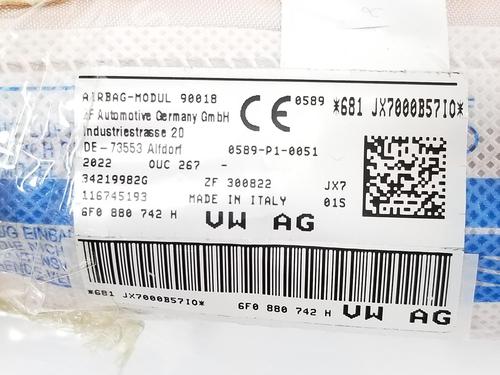 AIRBAG-MODUL 90018
ZF Automotive Germany GmbH
Industriestrasse 20
DE-73553 Alfdorf
CE 0589
*681 JX7000B57IO*
0589-P1-0051
2022 OUC 267 -
34219982G ZF 300822 JX7
116745193 MADE IN ITALY 01S
6F0 880 742 H VW AG
*681 JX7000B57IO* 6F0 880 742 H VW AG